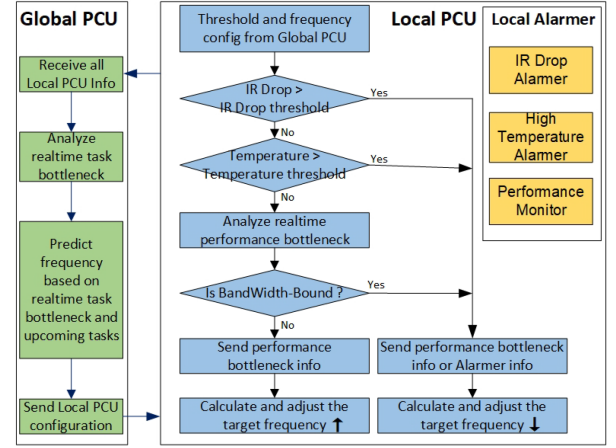 Global PCU
Receive all
Local PCU Info
Analyze
realtime task
bottleneck
Predict
frequency
based on
realtime task
bottleneck and
upcoming tasks
Send Local PCU
configuration
Local PCU
Threshold and frequency
config from Global PCU
IR Drop >
IR Drop threshold
Yes
No
Temperature >
Temperature threshold
Yes
No
Analyze realtime
performance bottleneck
Is BandWidth-Bound ?
Yes
No
Send performance
bottleneck info
Send performance bottleneck
info or Alarmer info
Calculate and adjust the
target frequency ↑
Calculate and adjust the
target frequency ↓
Local Alarmer
IR Drop
Alarmer
High
Temperature
Alarmer
Performance
Monitor